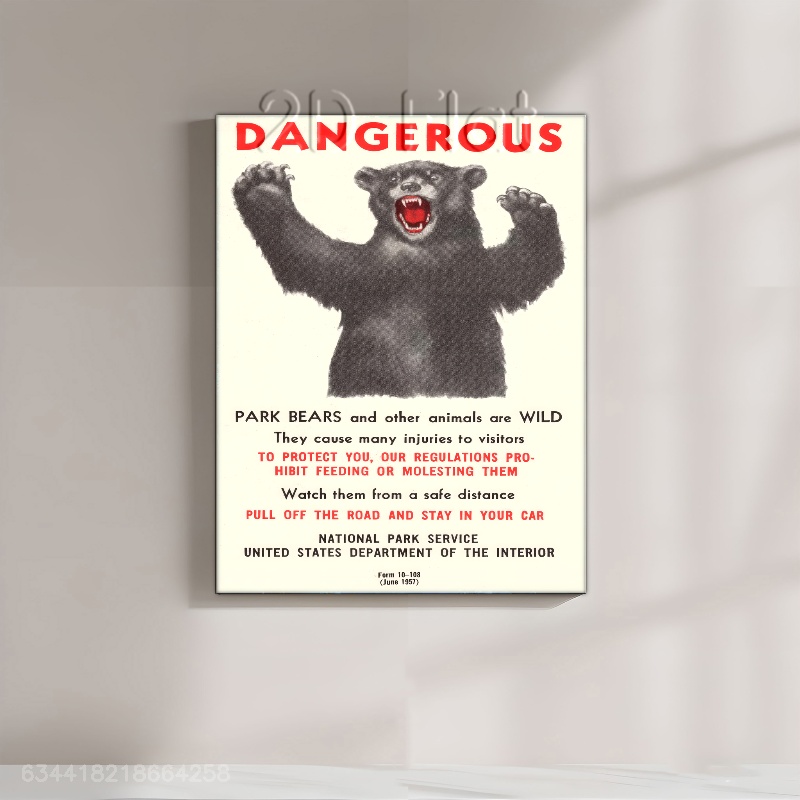 2D Flat
DANGEROUS
PARK BEARS and other animals are WILD
They cause many injuries to visitors
TO PROTECT YOU, OUR REGULATIONS PRO-
HIBIT FEEDING OR MOLESTING THEM
Watch them from a safe distance
PULL OFF THE ROAD AND STAY IN YOUR CAR
NATIONAL PARK SERVICE
UNITED STATES DEPARTMENT OF THE INTERIOR
Form 10-108
(June 1957)
634418218664258